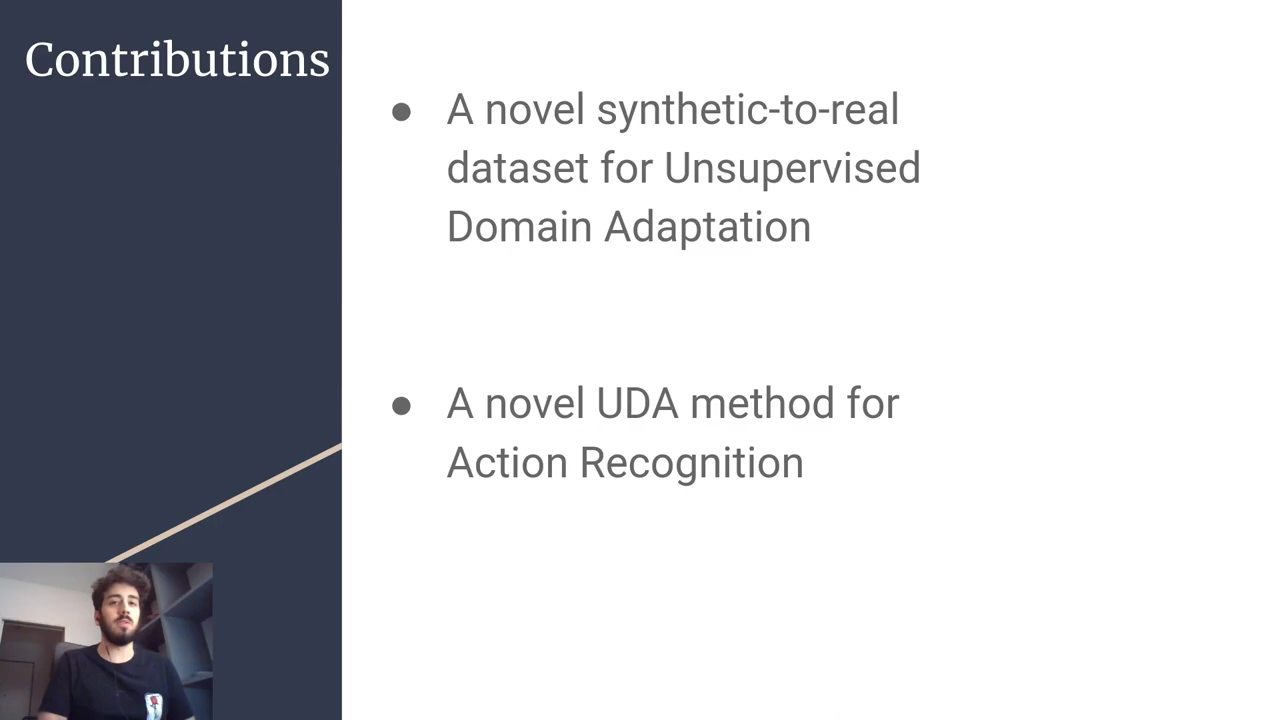 Contributions
● A novel synthetic-to-real
dataset for Unsupervised
Domain Adaptation
● A novel UDA method for
Action Recognition